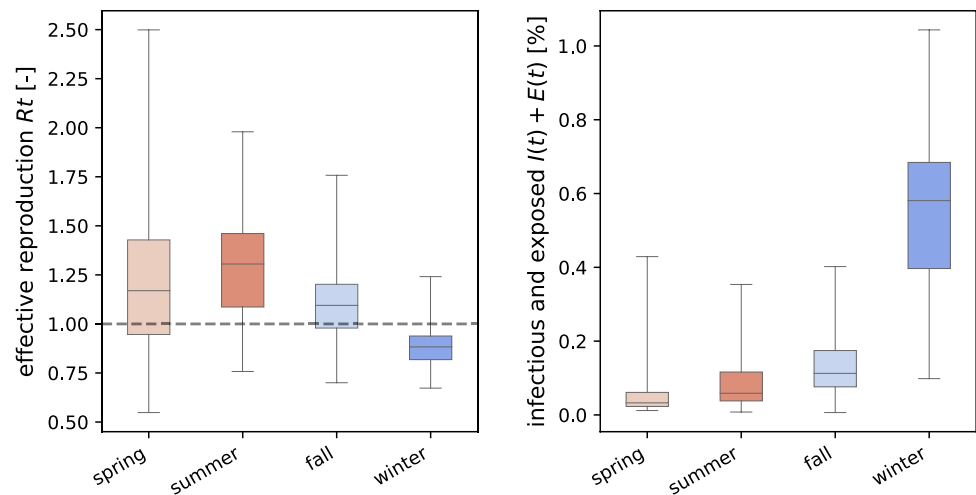 effective reproduction Rt [-]
2.50
2.25
2.00
1.75
1.50
1.25
1.00
0.75
0.50
spring
summer
fall
winter
infectious and exposed I(t) + E(t) [%]
1.0
0.8
0.6
0.4
0.2
0.0
spring
summer
fall
winter